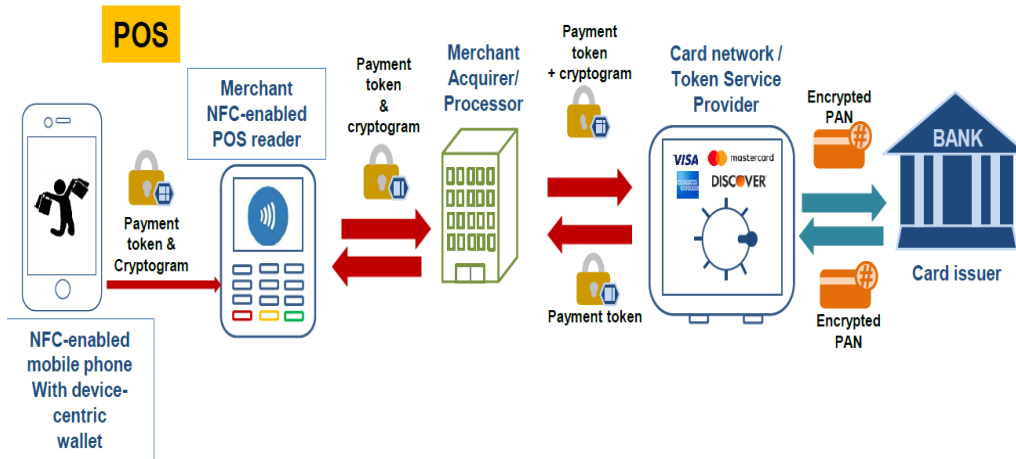 POS
NFC-enabled
mobile phone
With device-
centric
wallet
Payment
token &
Cryptogram
Merchant
NFC-enabled
POS reader
Payment
token
&
cryptogram
Merchant
Acquirer/
Processor
Payment
token
+ cryptogram
Payment token
Card network /
Token Service
Provider
VISA
mastercard
AMERICAN
EXPRESS
DISCOVER
Encrypted
PAN
#
BANK
Card issuer
#
Encrypted
PAN